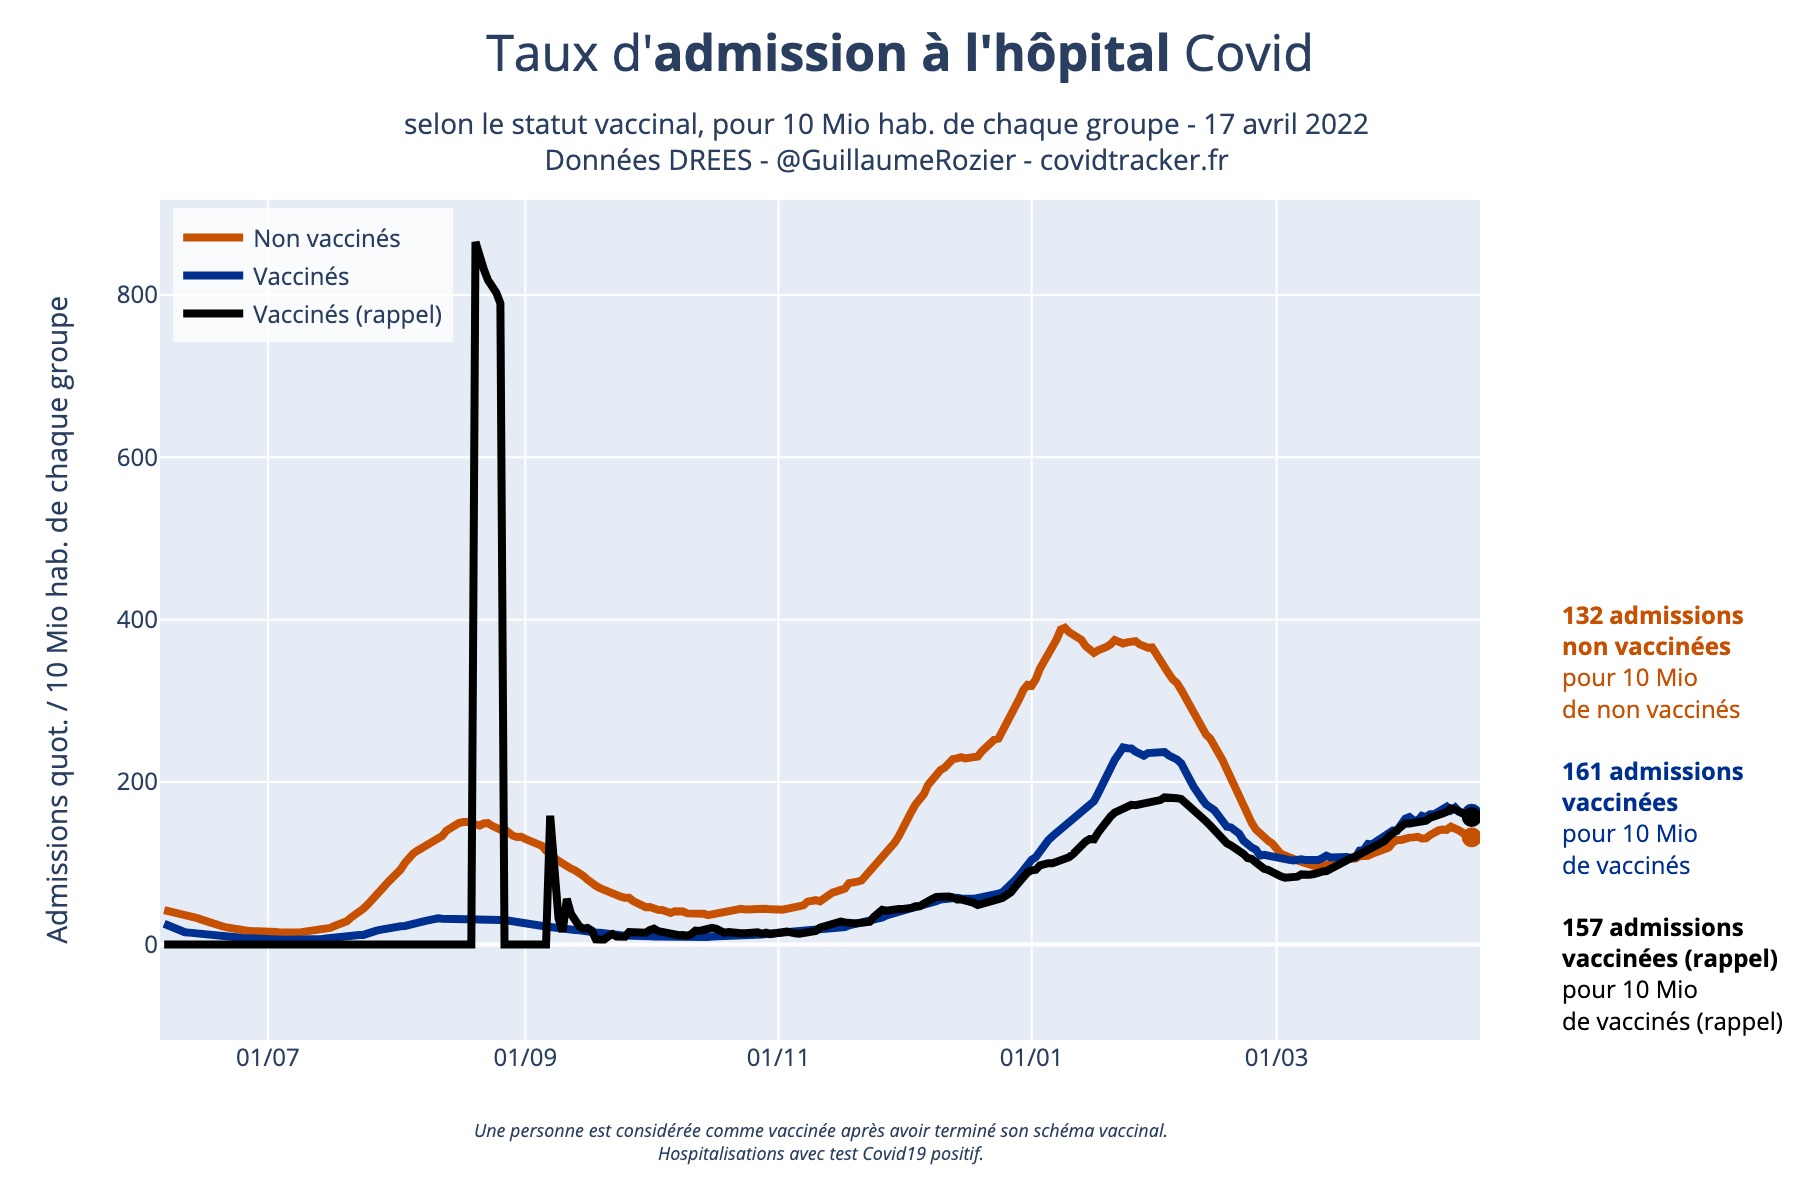 Taux d'admission à l'hôpital Covid
selon le statut vaccinal, pour 10 Mio hab. de chaque groupe - 17 avril 2022
Données DREES - @GuillaumeRozier - covidtracker.fr
Non vaccinés
Vaccinés
Vaccinés (rappel)
Admissions quot. / 10 Mio hab. de chaque groupe
800
600
400
200
0
01/07
01/09
01/11
01/01
01/03
132 admissions
non vaccinées
pour 10 Mio
de non vaccinés
161 admissions
vaccinées
pour 10 Mio
de vaccinés
157 admissions
vaccinées (rappel)
pour 10 Mio
de vaccinés (rappel)
Une personne est considérée comme vaccinée après avoir terminé son schéma vaccinal.
Hospitalisations avec test Covid19 positif.